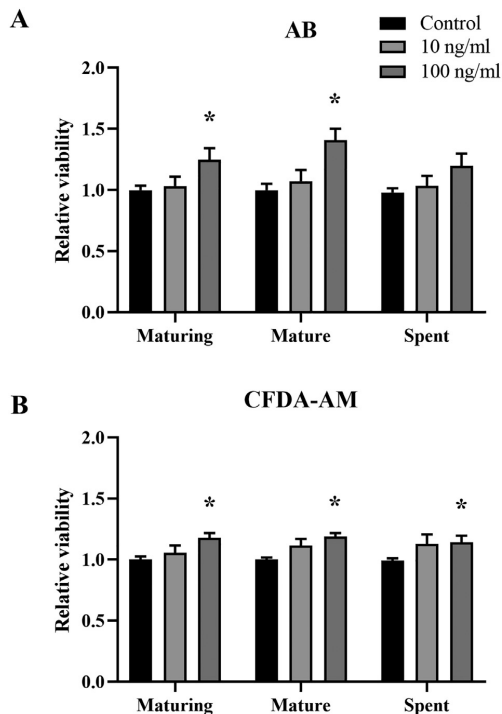 A
AB
Control
10 ng/ml
100 ng/ml
Relative viability
2.0
1.5
1.0
0.5
0.0
*
*
Maturing
Mature
Spent
B
CFDA-AM
Relative viability
2.0
1.5
1.0
0.5
0.0
*
*
*
Maturing
Mature
Spent